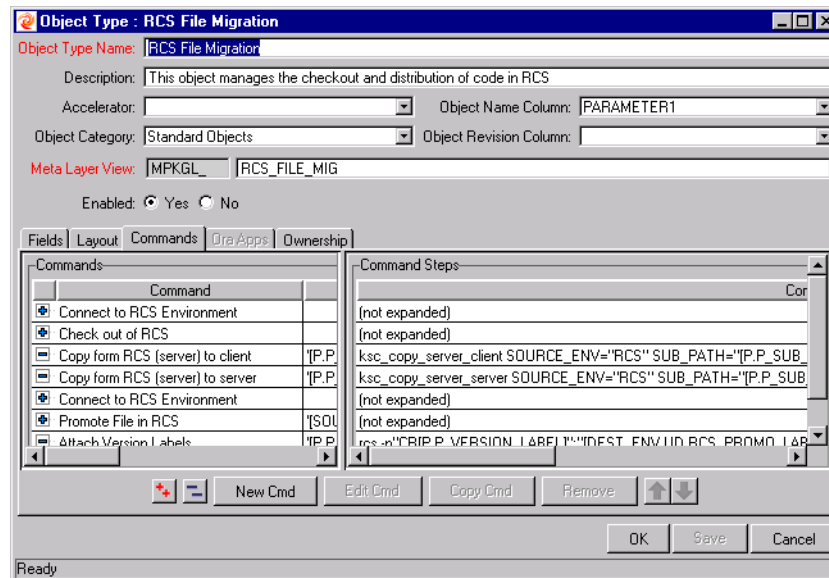 Object Type : RCS File Migration
Object Type Name: RCS File Migration
Description: This object manages the checkout and distribution of code in RCS
Accelerator: Object Name Column: PARAMETER1
Object Category: Standard Objects Object Revision Column:
Meta Layer View: MPKGL_ RCS_FILE_MIG
Enabled: Yes No
Fields Layout Commands Ora Apps Ownership
Commands Command Steps
Command Cor
Connect to RCS Environment (not expanded)
Check out of RCS (not expanded)
Copy form RCS (server) to client '[P.P_ ksc_copy_server_client SOURCE_ENV="RCS" SUB_PATH="[P.P_SUB_
Copy form RCS (server) to server '[P.P_ ksc_copy_server_server SOURCE_ENV="RCS" SUB_PATH="[P.P_SUB_
Connect to RCS Environment (not expanded)
Promote File in RCS '[SOU (not expanded)
Attach Version Labels '[P.P
New Cmd Edit Cmd Copy Cmd Remove
OK Save Cancel
Ready